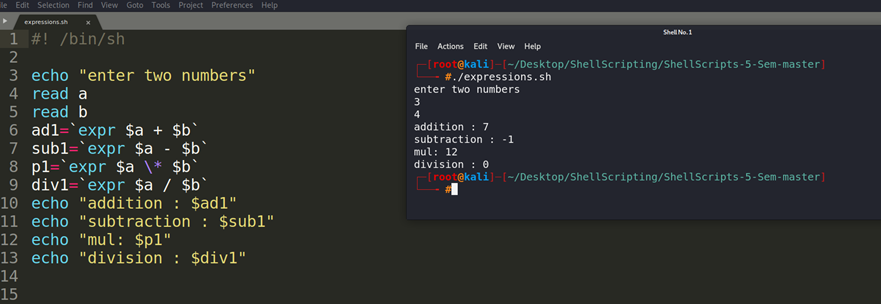 File Edit Selection Find View Goto Tools Project Preferences Help
expressions.sh ×
1 #! /bin/sh
2
3 echo "enter two numbers"
4 read a
5 read b
6 ad1=`expr $a + $b`
7 sub1=`expr $a - $b`
8 p1=`expr $a \* $b`
9 div1=`expr $a / $b`
10 echo "addition : $ad1"
11 echo "subtraction : $sub1"
12 echo "mul: $p1"
13 echo "division : $div1"
14
15
Shell No.1
File Actions Edit View Help
[root@kali]-[~/Desktop/ShellScripting/ShellScripts-5-Sem-master]
#./expressions.sh
enter two numbers
3
4
addition : 7
subtraction : -1
mul: 12
division : 0
[root@kali]-[~/Desktop/ShellScripting/ShellScripts-5-Sem-master]
#